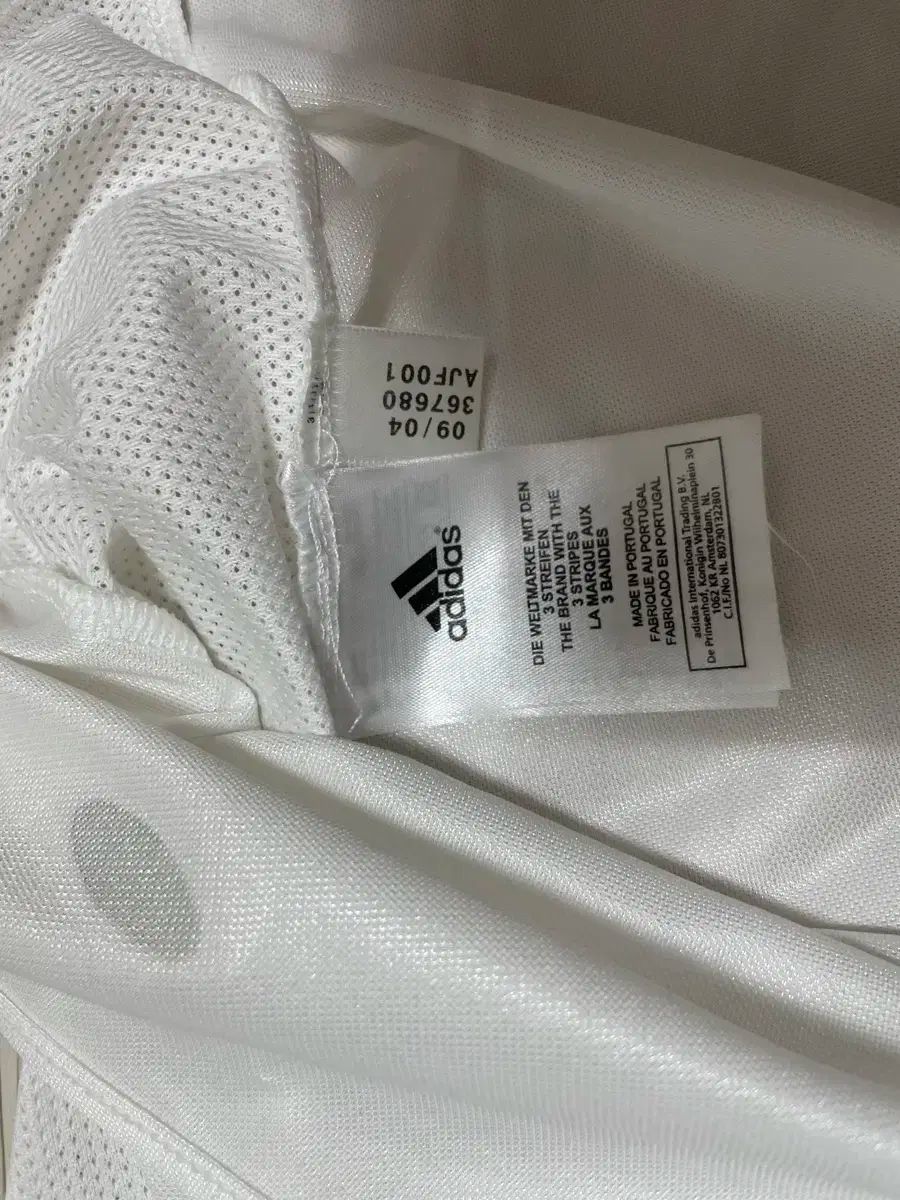 09/04
367680
AJF001
adidas®
DIE WELTMARKE MIT DEN
3 STREIFEN
THE BRAND WITH THE
3 STRIPES
LA MARQUE AUX
3 BANDES
MADE IN PORTUGAL
FABRIQUE AU PORTUGAL
FABRICADO EN PORTUGAL
adidas International Trading B.V.
De Prinsenhof, Konigin Wilhelminaplein 30
1062 KR Amsterdam, NL
C.I.F./No NL 807301322B01